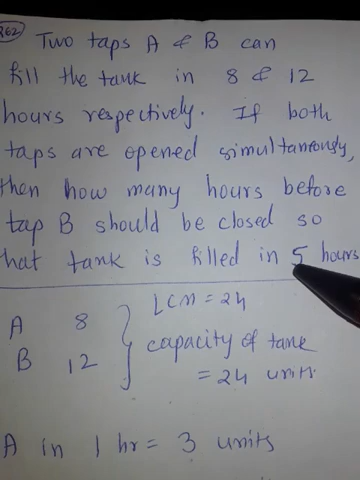 262
Two taps A & B can
fill the tank in 8 & 12
hours respectively. If both
taps are opened simultaneously,
then how many hours before
tap B should be closed so
that tank is filled in 5 hours
A 8
B 12
LCM = 24
capacity of tank
= 24 units.
A in 1 hr = 3 units